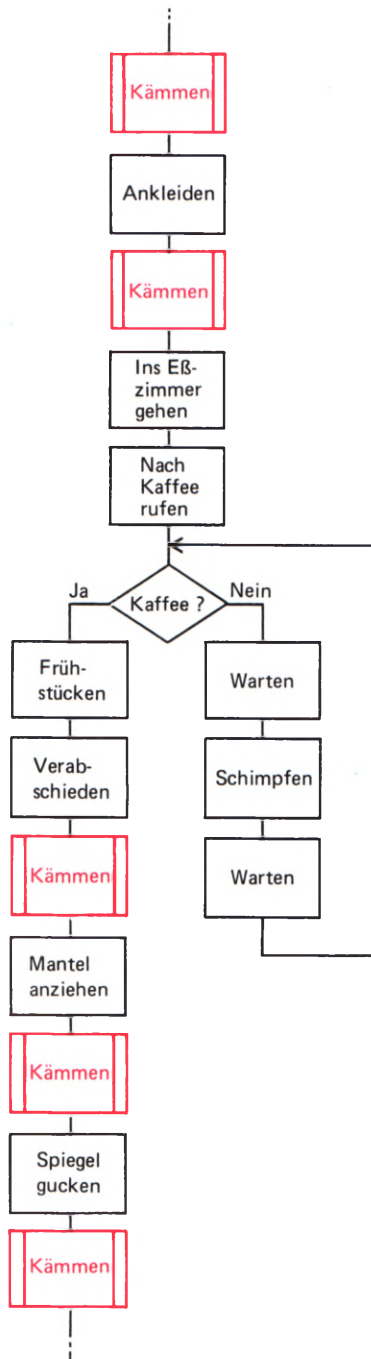 Kämmen
Ankleiden
Kämmen
Ins Eß-
zimmer
gehen
Nach
Kaffee
rufen
Kaffee ?
Ja
Nein
Früh-
stücken
Verab-
schieden
Kämmen
Mantel
anziehen
Kämmen
Spiegel
gucken
Kämmen
Warten
Schimpfen
Warten